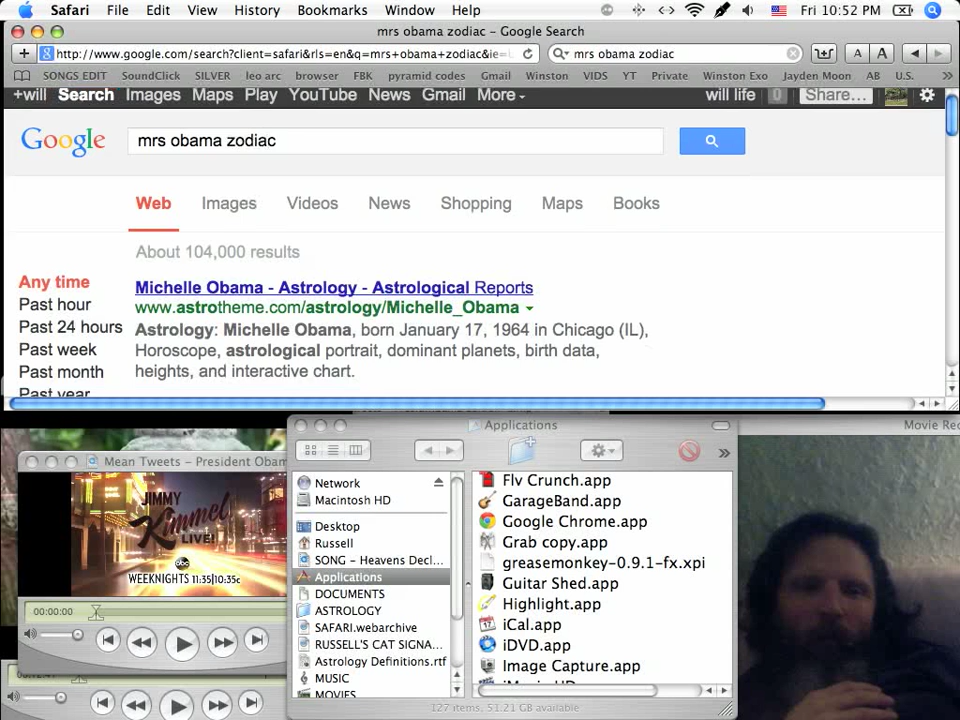 Safari File Edit View History Bookmarks Window Help Fri 10:52 PM
mrs obama zodiac - Google Search
http://www.google.com/search?client=safari&rls=en&q=mrs+obama+zodiac&ie= mrs obama zodiac A A
SONGS EDIT SoundClick SILVER leo arc browser FBK pyramid codes Gmail Winston VIDS YT Private Winston Exo Jayden Moon AB U.S. »
+will Search Images Maps Play YouTube News Gmail More will life 0 Share…
Google mrs obama zodiac
Web Images Videos News Shopping Maps Books
About 104,000 results
Any time
Past hour
Past 24 hours
Past week
Past month
Past year
Michelle Obama - Astrology - Astrological Reports
www.astrotheme.com/astrology/Michelle_Obama
Astrology: Michelle Obama, born January 17, 1964 in Chicago (IL),
Horoscope, astrological portrait, dominant planets, birth data,
heights, and interactive chart.
Mean Tweets – President Obam
JIMMY
Kimmel
LIVE!
abc
WEEKNIGHTS 11:35|10:35c
00:00:00
Applications
Network
Macintosh HD
Desktop
Russell
SONG – Heavens Decl...
Applications
DOCUMENTS
ASTROLOGY
SAFARI.webarchive
RUSSELL'S CAT SIGNA...
Astrology Definitions.rtf
MUSIC
MOVIES
Flv Crunch.app
GarageBand.app
Google Chrome.app
Grab copy.app
greasemonkey-0.9.1-fx.xpi
Guitar Shed.app
Highlight.app
iCal.app
iDVD.app
Image Capture.app
iMovie HD
127 items, 51.21 GB available
Movie Rec